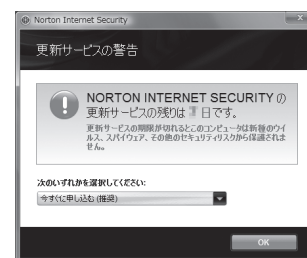 Norton Internet Security
更新サービスの警告
NORTON INTERNET SECURITY の
更新サービスの残りは 日です。
更新サービスの期限が切れるとこのコンピュータは新種のウイ
ルス、スパイウェア、その他のセキュリティリスクから保護されま
せん。
次のいずれかを選択してください:
今すぐに申し込む (推奨)
OK